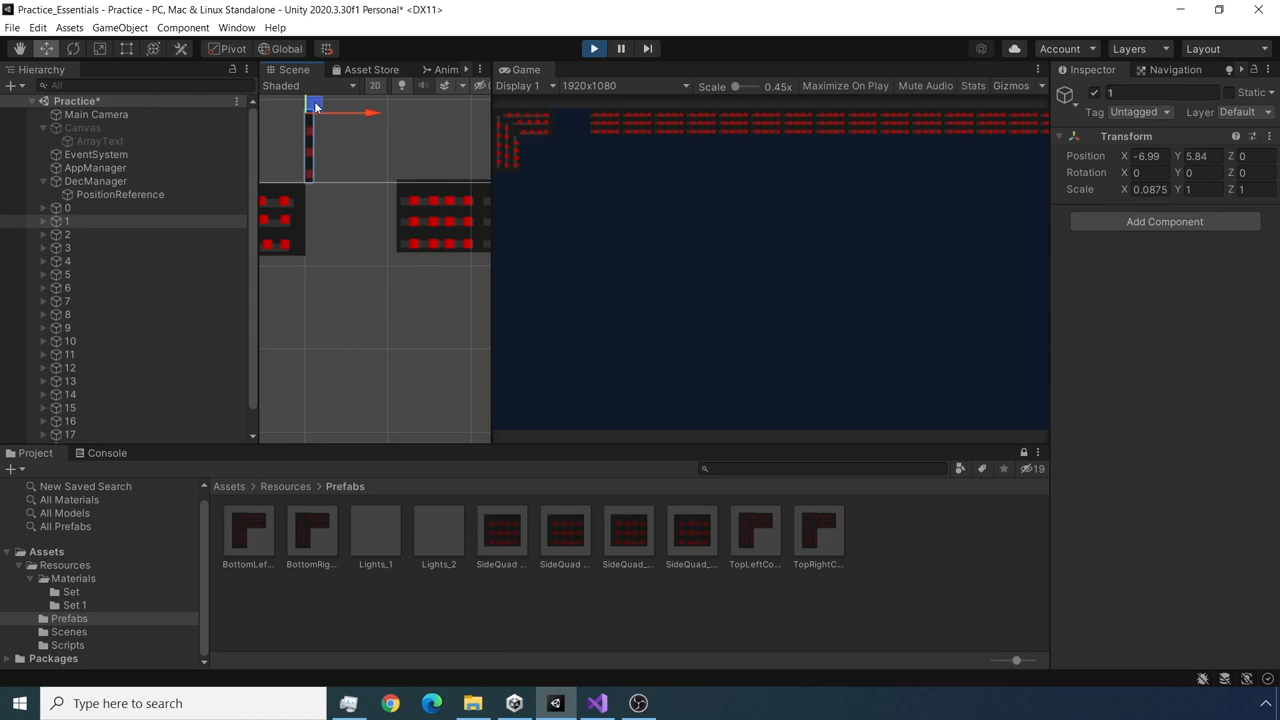 Practice_Essentials - Practice - PC, Mac & Linux Standalone - Unity 2020.3.30f1 Personal* <DX11>
File Edit Assets GameObject Component Window Help
Pivot Global Account Layers Layout
Hierarchy Scene Asset Store Anim Game Inspector Navigation
All Shaded 2D Display 1 1920x1080 Scale 0.45x Maximize On Play Mute Audio Stats Gizmos 1 Static
Practice*
Tag Untagged Layer Default
Main Camera
Canvas
Transform
ArrayText
EventSystem
Position X -6.99 Y 5.84 Z 0
AppManager
Rotation X 0 Y 0 Z 0
DecManager
Scale X 0.0875 Y 1 Z 1
PositionReference
0
1
Add Component
2
3
4
5
6
7
8
9
10
11
12
13
14
15
16
17
Project Console
19
New Saved Search
Assets Resources Prefabs
All Materials
All Models
All Prefabs
Assets
Resources
BottomLef... BottomRig... Lights_1 Lights_2 SideQuad ... SideQuad ... SideQuad_... SideQuad_... TopLeftCo... TopRightC...
Materials
Set
Set 1
Prefabs
Scenes
Scripts
Packages
Type here to search